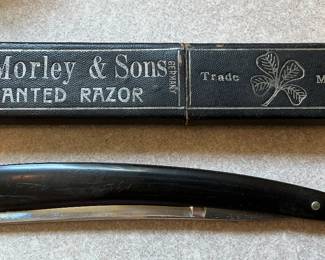 Morley & Sons
GERMANY
ANTED RAZOR
Trade M